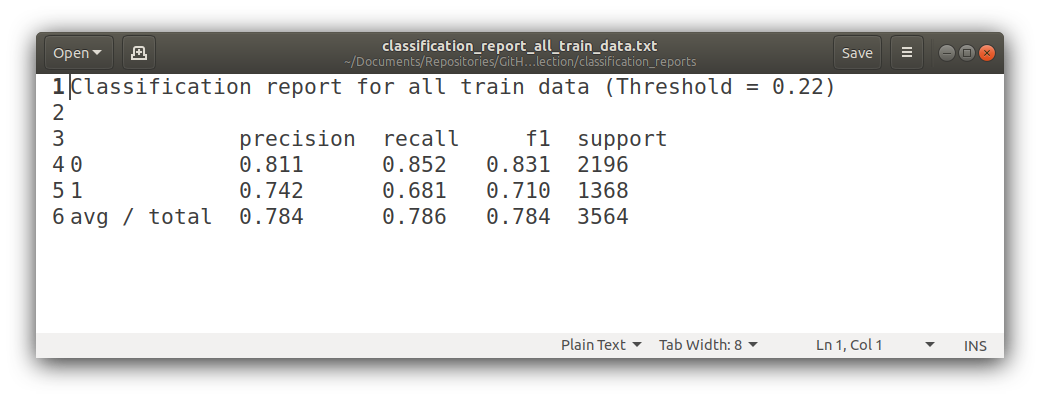 Open
classification_report_all_train_data.txt
~/Documents/Repositories/GitH...lection/classification_reports
Save
1 Classification report for all train data (Threshold = 0.22)
2
3 precision recall f1 support
4 0 0.811 0.852 0.831 2196
5 1 0.742 0.681 0.710 1368
6 avg / total 0.784 0.786 0.784 3564
Plain Text Tab Width: 8 Ln 1, Col 1 INS